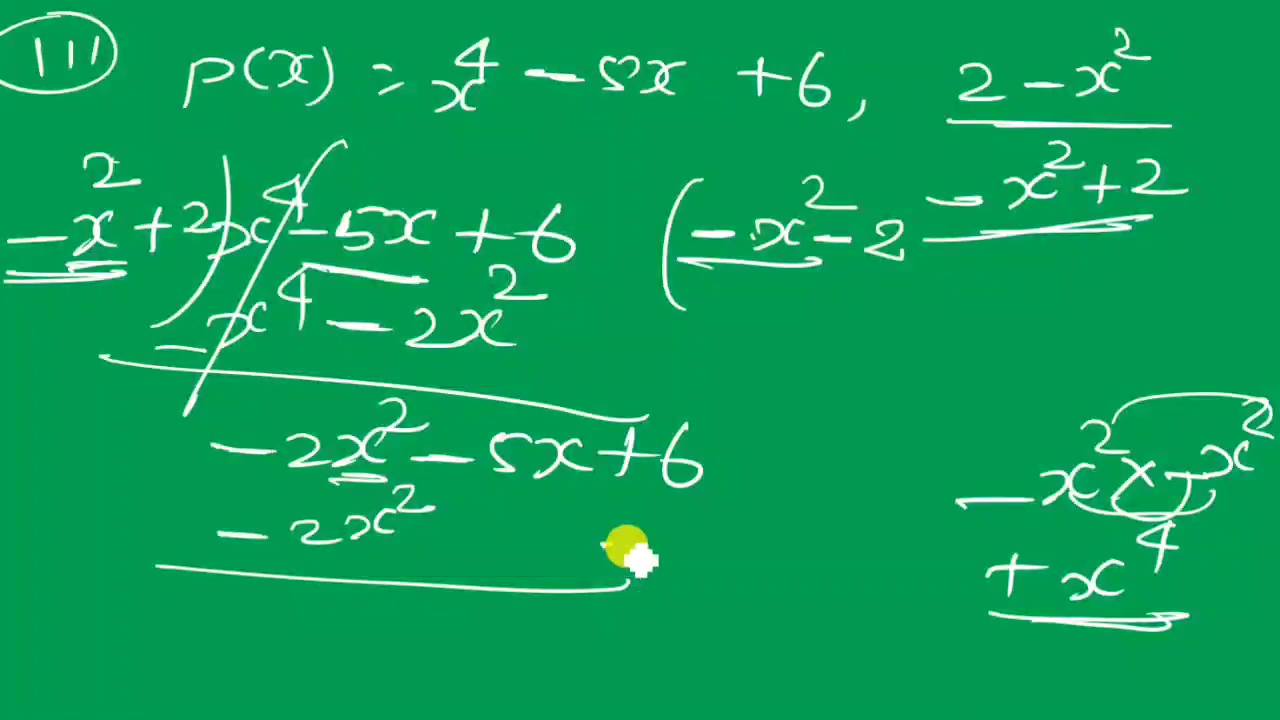 111 p(x) = x⁴ - 5x + 6, 2 - x²
- x² + 2
- x² + 2) x⁴ - 5x + 6 ( - x² - 2
- x⁴ - 2x²
- 2x² - 5x + 6
- 2x²
- x² × - x²
+ x⁴